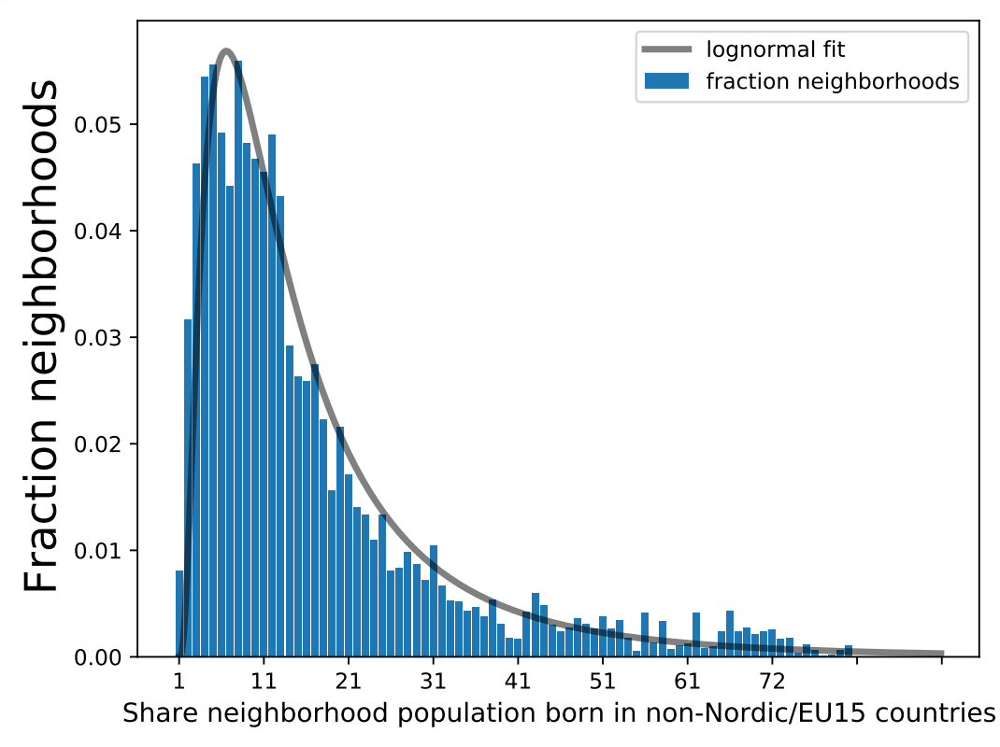 lognormal fit
fraction neighborhoods
Fraction neighborhoods
0.05
0.04
0.03
0.02
0.01
0.00
1 11 21 31 41 51 61 72
Share neighborhood population born in non-Nordic/EU15 countries